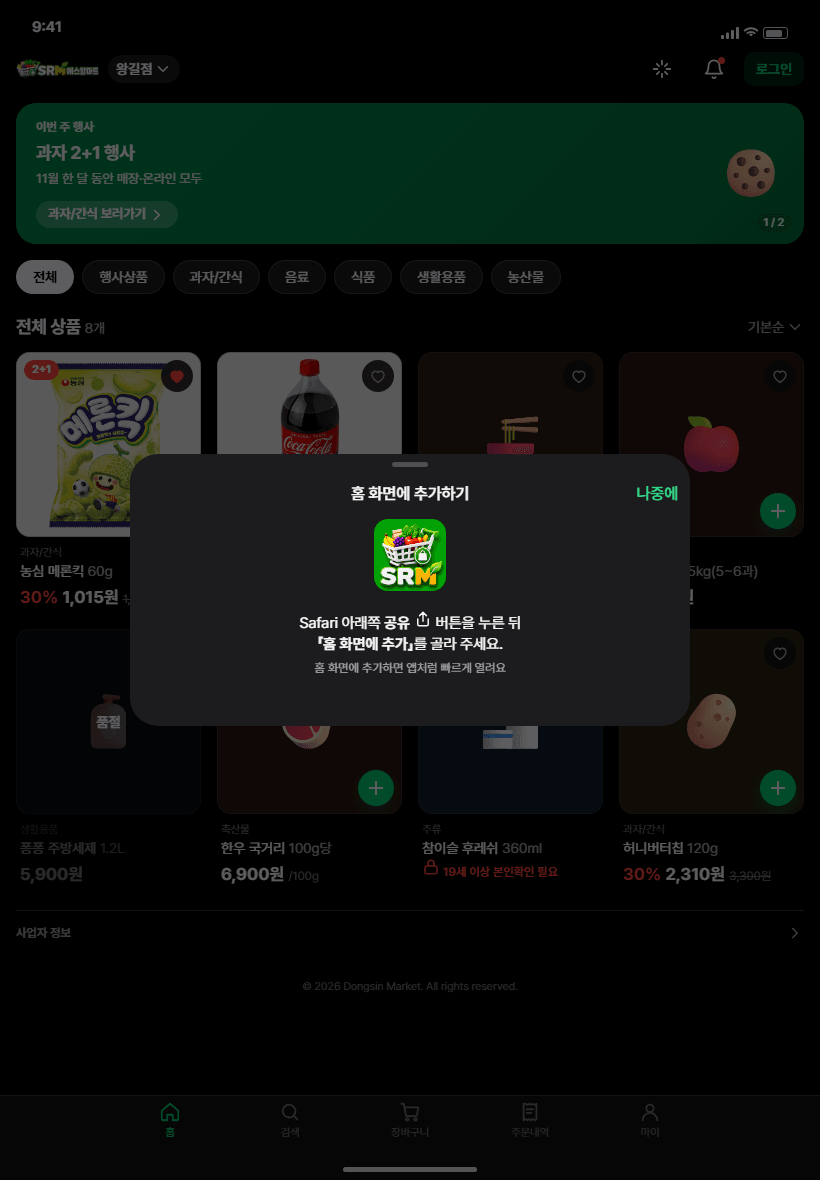 9:41
SRM 에스알마트
왕길점
로그인
이번 주 행사
과자 2+1 행사
11월 한 달 동안 매장·온라인 모두
과자/간식 보러가기
1 / 2
전체
행사상품
과자/간식
음료
식품
생활용품
농산물
전체 상품 8개
기본순
2+1
농심
메론킥
Coca-Cola
홈 화면에 추가하기
나중에
SRM
Safari 아래쪽 공유 버튼을 누른 뒤
『홈 화면에 추가』를 골라 주세요.
홈 화면에 추가하면 앱처럼 빠르게 열려요
과자/간식
농심 메론킥 60g
30% 1,015원
5kg(5~6과)
원
품절
생활용품
퐁퐁 주방세제 1.2L
5,900원
축산물
한우 국거리 100g당
6,900원 /100g
주류
참이슬 후레쉬 360ml
19세 이상 본인확인 필요
과자/간식
허니버터칩 120g
30% 2,310원 3,300원
사업자 정보
© 2026 Dongsin Market. All rights reserved.
홈
검색
장바구니
주문내역
마이